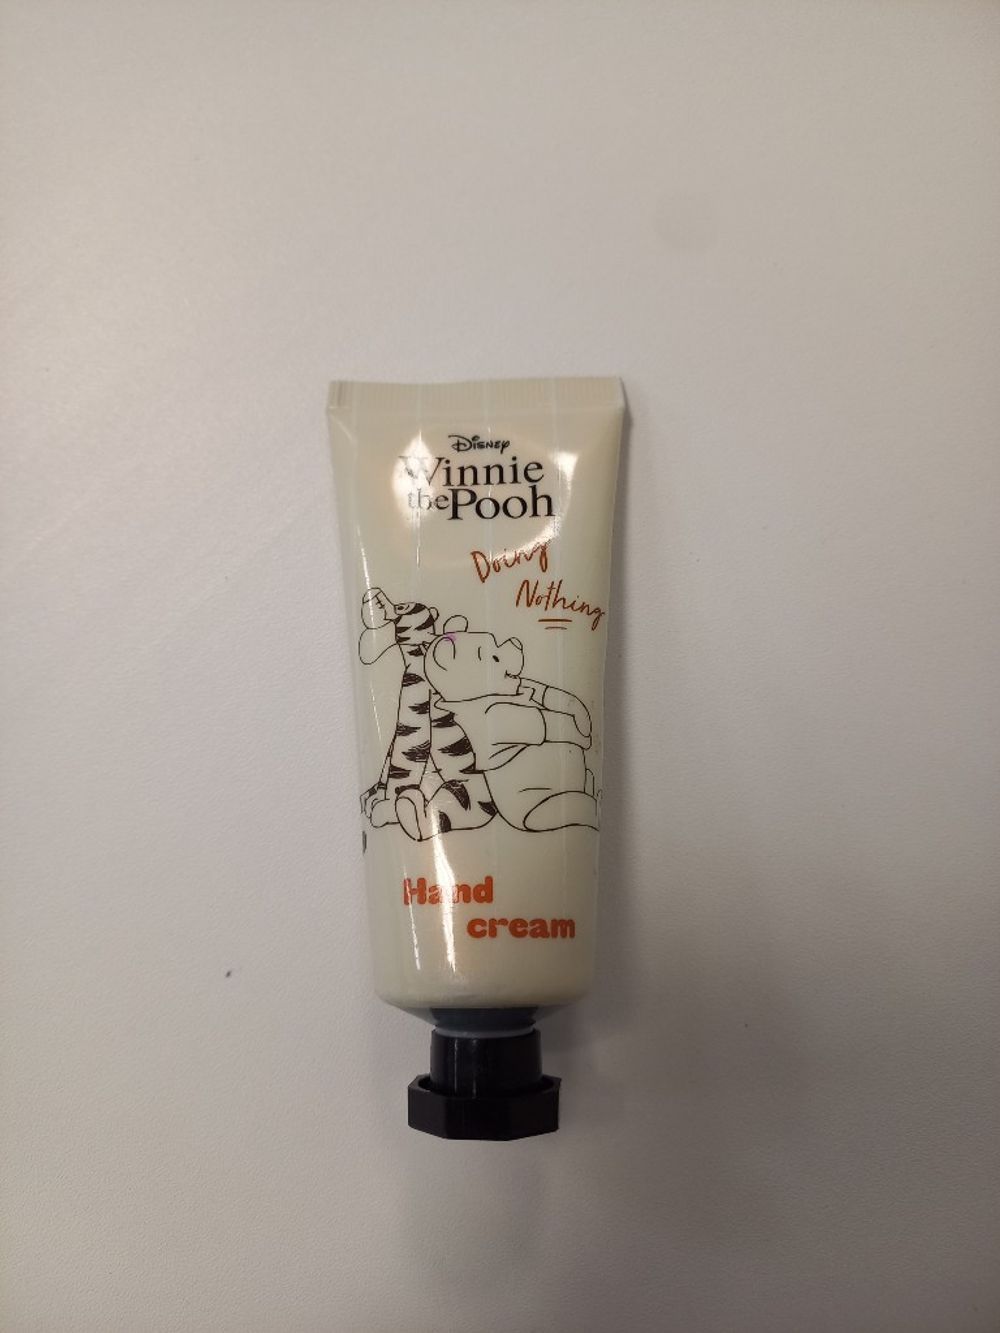 Disney
Winnie
the Pooh
Doing
Nothing
Hand
cream